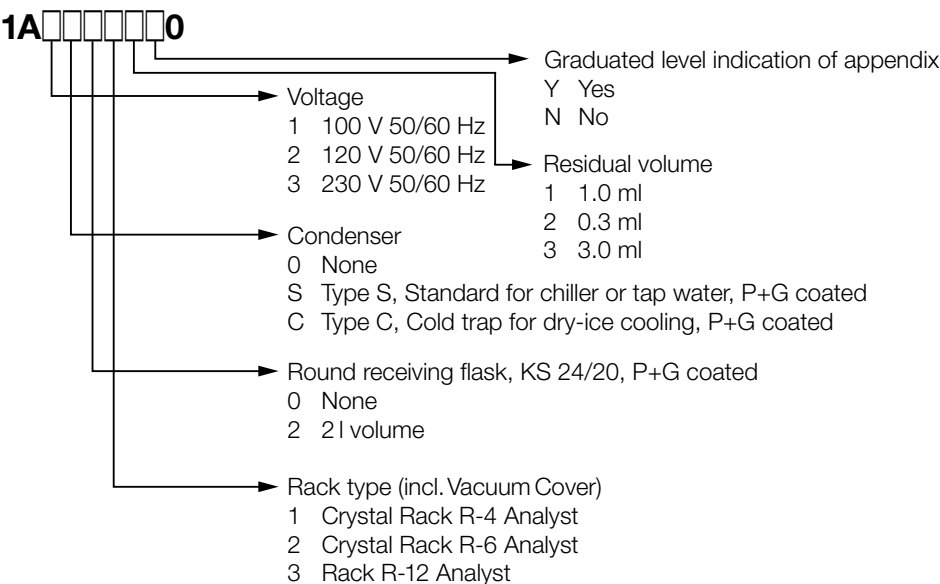 1A□□□□□□0
Graduated level indication of appendix
Y Yes
N No
Voltage
1 100 V 50/60 Hz
2 120 V 50/60 Hz
3 230 V 50/60 Hz
Residual volume
1 1.0 ml
2 0.3 ml
3 3.0 ml
Condenser
0 None
S Type S, Standard for chiller or tap water, P+G coated
C Type C, Cold trap for dry-ice cooling, P+G coated
Round receiving flask, KS 24/20, P+G coated
0 None
2 2 l volume
Rack type (incl. Vacuum Cover)
1 Crystal Rack R-4 Analyst
2 Crystal Rack R-6 Analyst
3 Rack R-12 Analyst